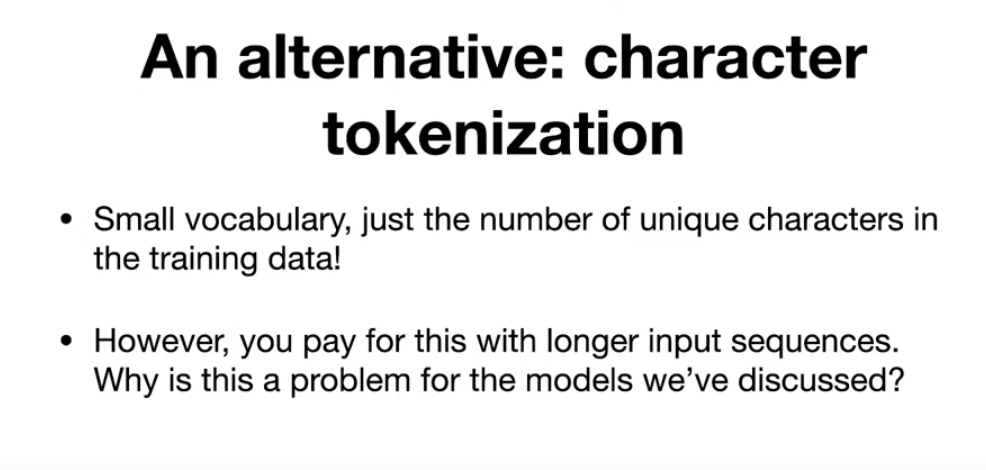 An alternative: character
tokenization
• Small vocabulary, just the number of unique characters in
the training data!
• However, you pay for this with longer input sequences.
Why is this a problem for the models we’ve discussed?